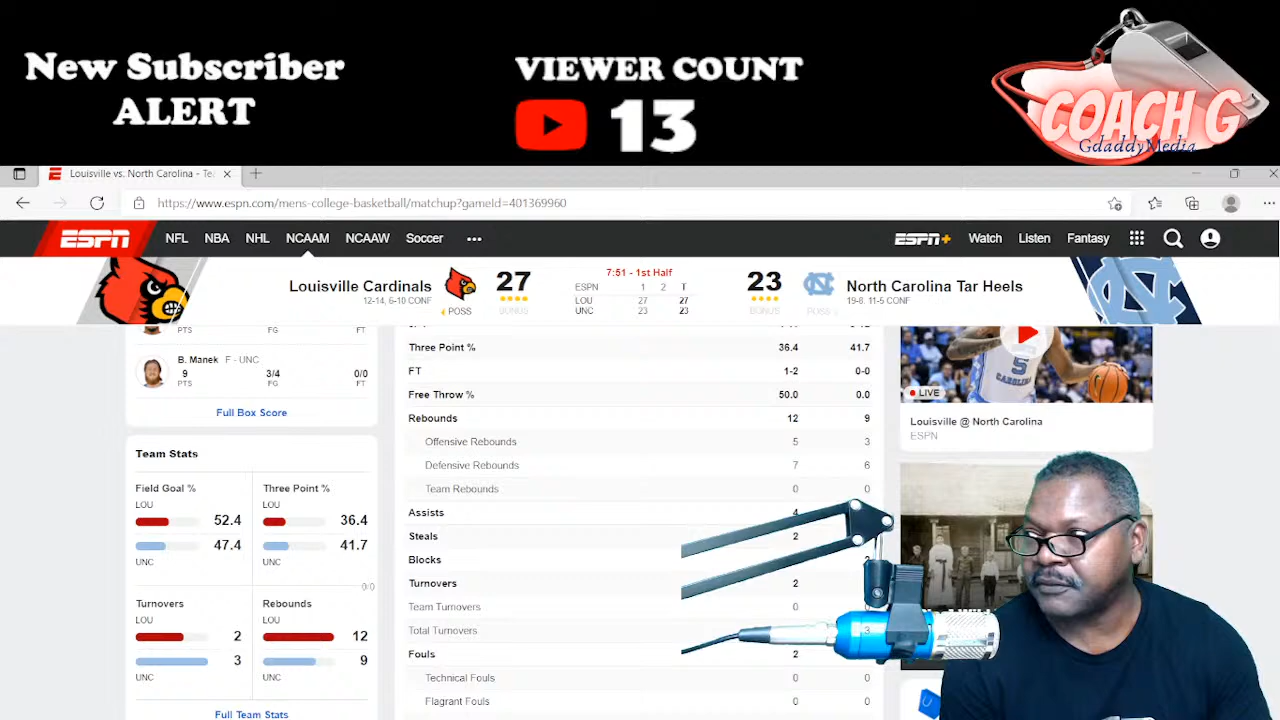 New Subscriber
ALERT
VIEWER COUNT
13
COACH G
GdaddyMedia
Louisville vs. North Carolina - Te
https://www.espn.com/mens-college-basketball/matchup?gameId=401369960
ESPN NFL NBA NHL NCAAM NCAAW Soccer ... ESPN+ Watch Listen Fantasy
Louisville Cardinals
12-14, 6-10 CONF
POSS
27
BONUS
7:51 - 1st Half
ESPN 1 2 T
LOU 27 27
UNC 23 23
23
BONUS
POSS
North Carolina Tar Heels
19-8, 11-5 CONF
PTS FG FT
B. Manek F - UNC
9 3/4 0/0
PTS FG FT
Full Box Score
Team Stats
Field Goal %
LOU
52.4
47.4
UNC
Three Point %
LOU
36.4
41.7
UNC
0/0
Turnovers
LOU
2
3
UNC
Rebounds
LOU
12
9
UNC
Full Team Stats
Three Point % 36.4 41.7
FT 1-2 0-0
Free Throw % 50.0 0.0
Rebounds 12 9
Offensive Rebounds 5 3
Defensive Rebounds 7 6
Team Rebounds 0 0
Assists 4
Steals 2
Blocks
Turnovers 2
Team Turnovers 0
Total Turnovers 3
Fouls 2
Technical Fouls 0 0
Flagrant Fouls 0 0
5
CAROLINA
LIVE
Louisville @ North Carolina
ESPN